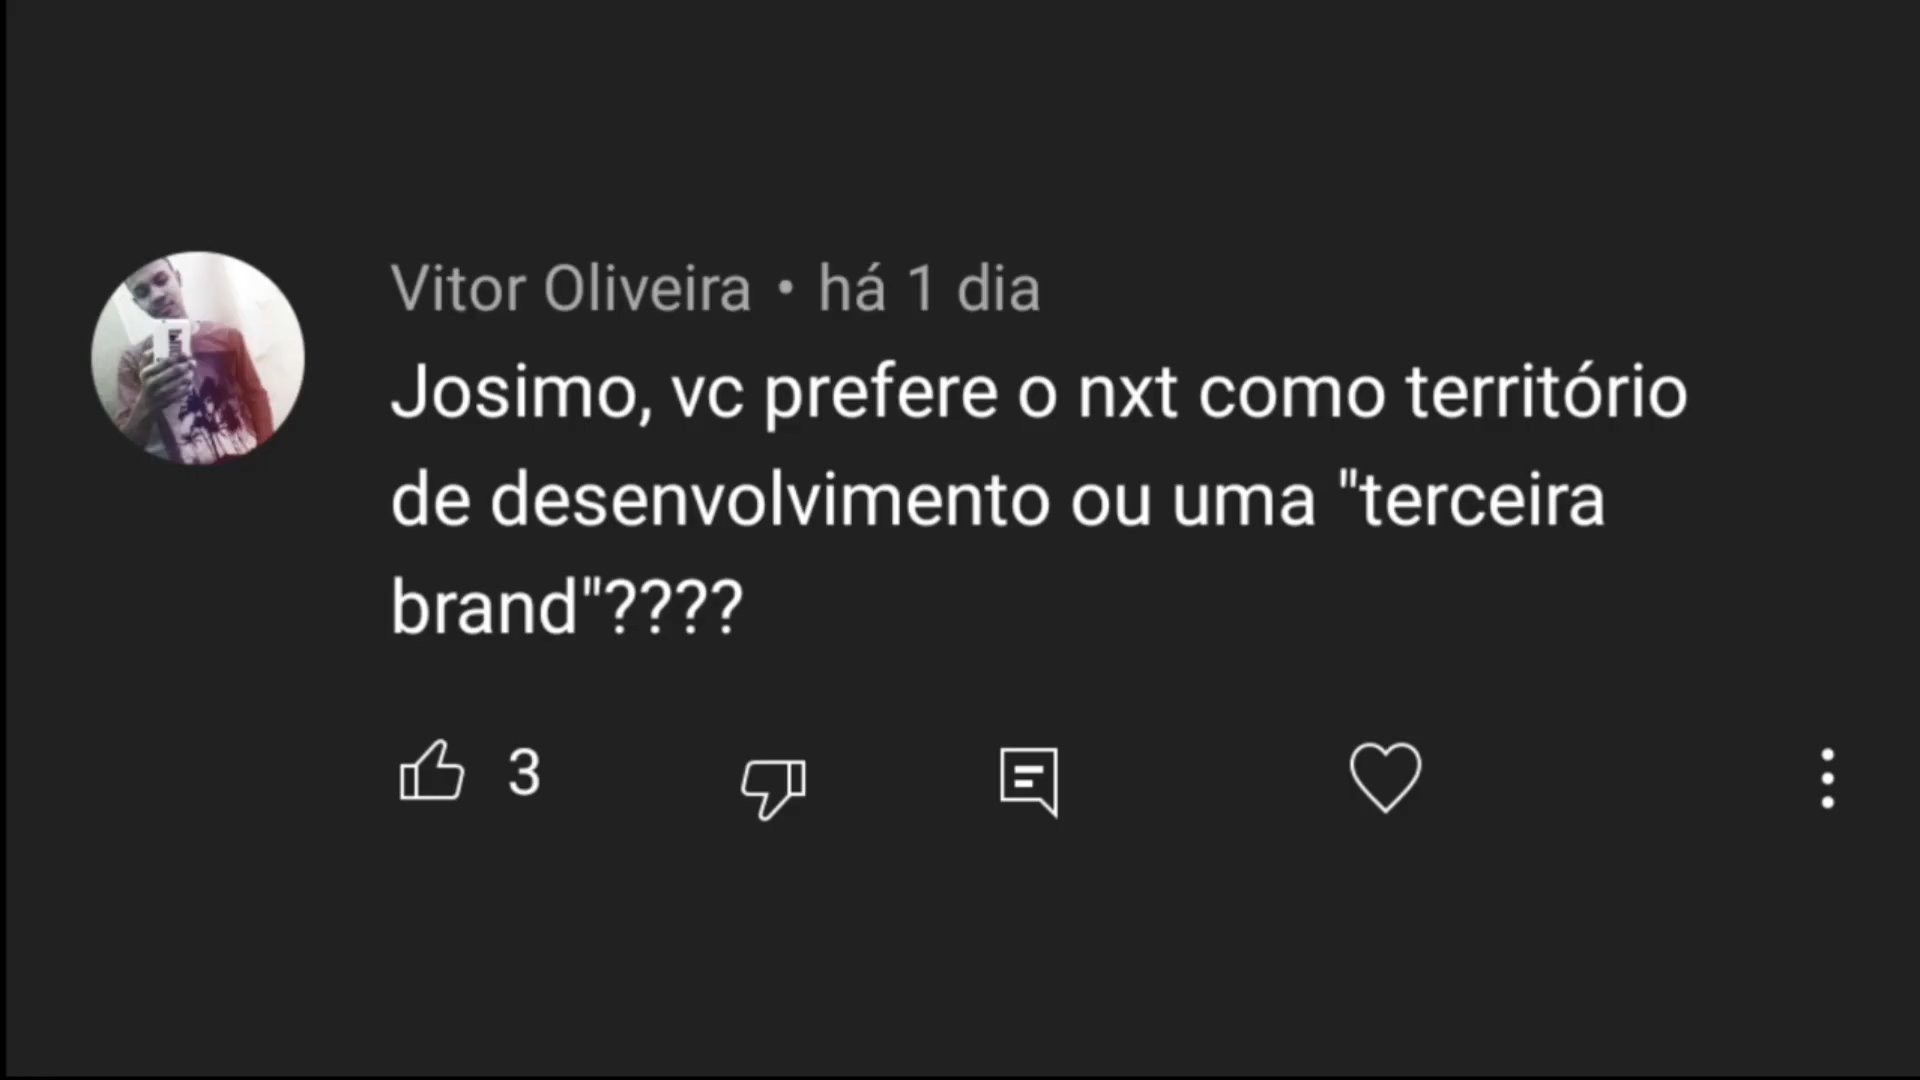 Vitor Oliveira • há 1 dia
Josimo, vc prefere o nxt como território
de desenvolvimento ou uma "terceira
brand"????
3